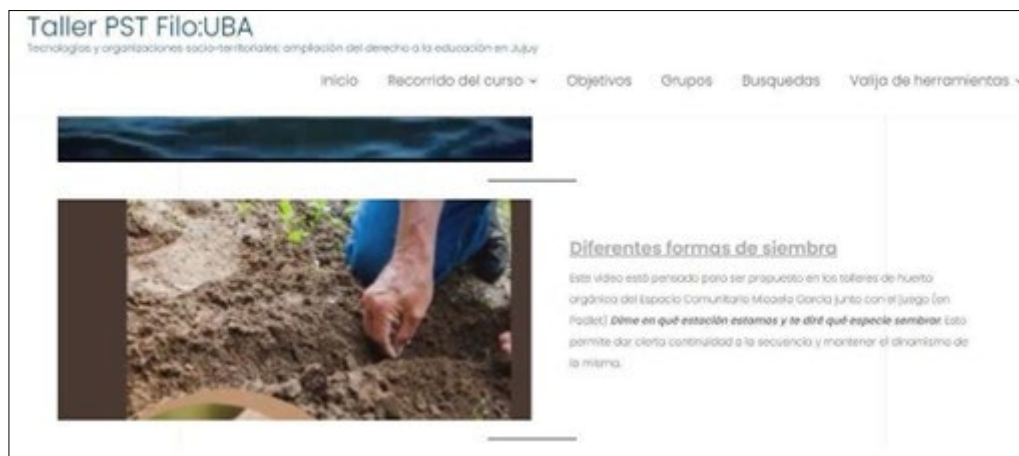 Taller PST Filo:UBA
Tecnologías y organizaciones socio-territoriales: ampliación del derecho a la educación en Jujuy
Inicio Recorrido del curso Objetivos Grupos Busquedas Valija de herramientas
Diferentes formas de siembra
Este video está pensado para ser propuesto en los talleres de huerta
orgánica del Espacio Comunitario Micaela García junto con el juego (en
Padlet) Dime en qué estación estamos y te diré qué especie sembrar. Esto
permite dar cierta continuidad a la secuencia y mantener el dinamismo de
la misma.